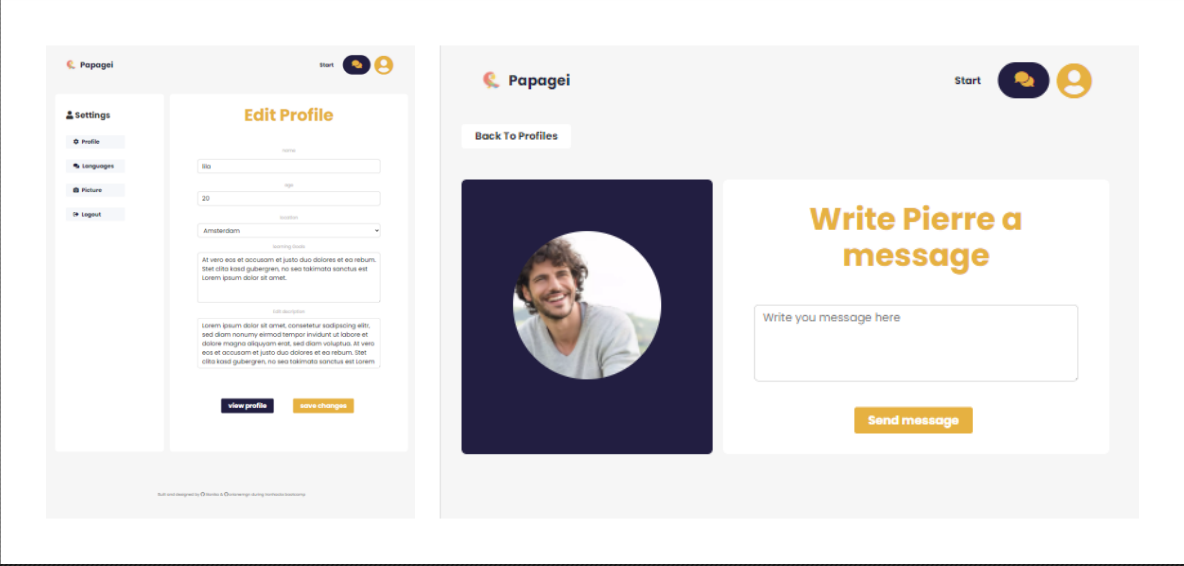 Papagei
Start
Settings
Profile
Languages
Picture
Logout
Edit Profile
name
lila
age
20
location
Amsterdam
learning Goals
At vero eos et accusam et justo duo dolores et ea rebum.
Stet clita kasd gubergren, no sea takimata sanctus est
Lorem ipsum dolor sit amet.
Lorem ipsum dolor sit amet, consetetur sadipscing elitr,
sed diam nonumy eirmod tempor invidunt ut labore et
dolore magna aliquyam erat, sed diam voluptua. At vero
eos et accusam et justo duo dolores et ea rebum. Stet
clita kasd gubergren, no sea takimata sanctus est Lorem
view profile
save changes
Papagei
Start
Back To Profiles
Write Pierre a
message
Write you message here
Send message